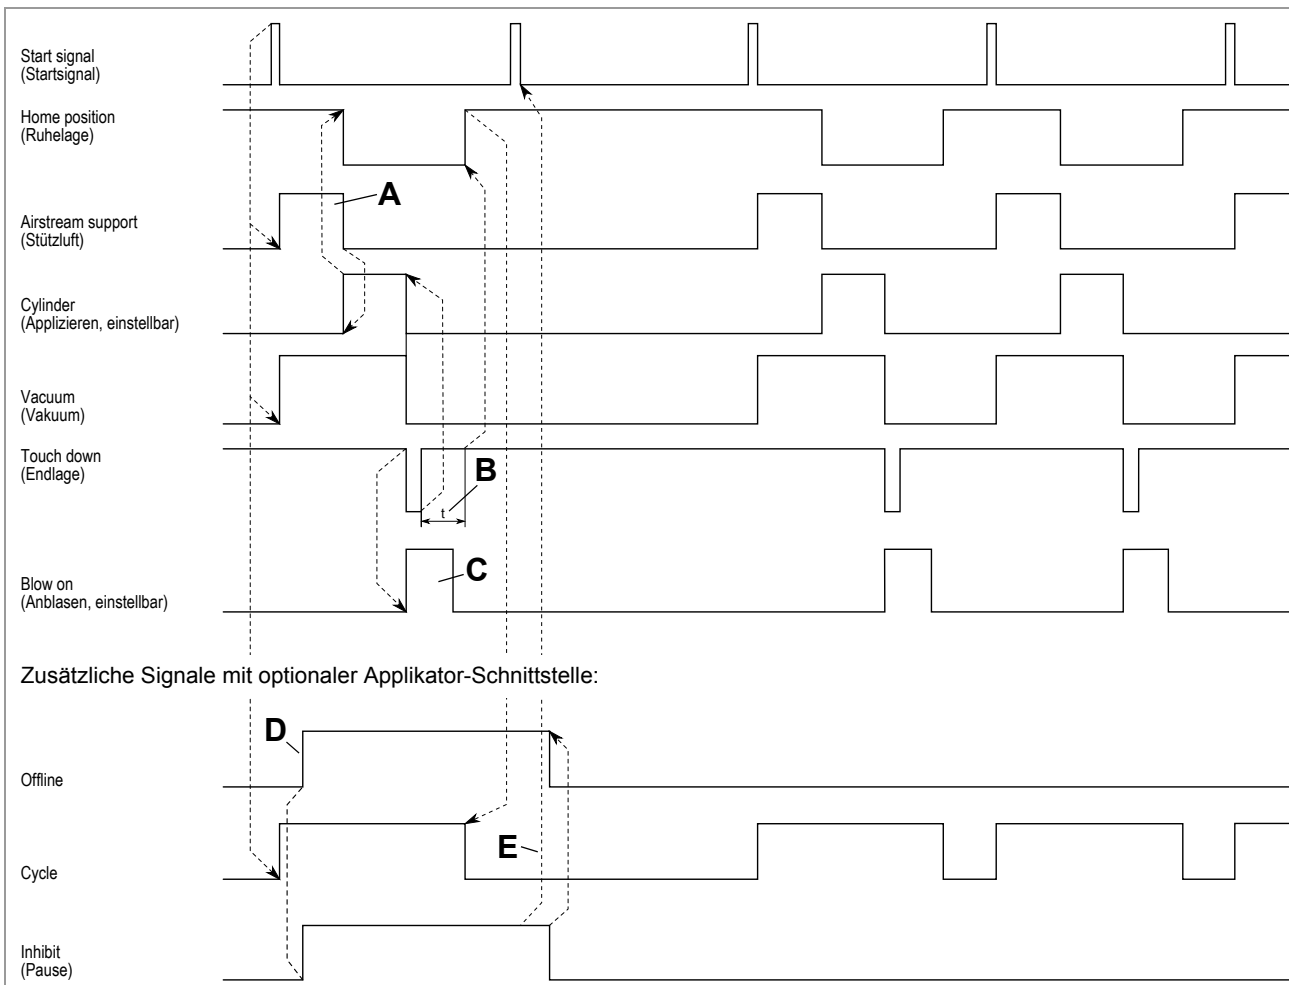 Start signal
(Startsignal)
Home position
(Ruhelage)
A
Airstream support
(Stützluft)
Cylinder
(Applizieren, einstellbar)
Vacuum
(Vakuum)
Touch down
(Endlage)
B
t
C
Blow on
(Anblasen, einstellbar)
Zusätzliche Signale mit optionaler Applikator-Schnittstelle:
D
Offline
E
Cycle
Inhibit
(Pause)